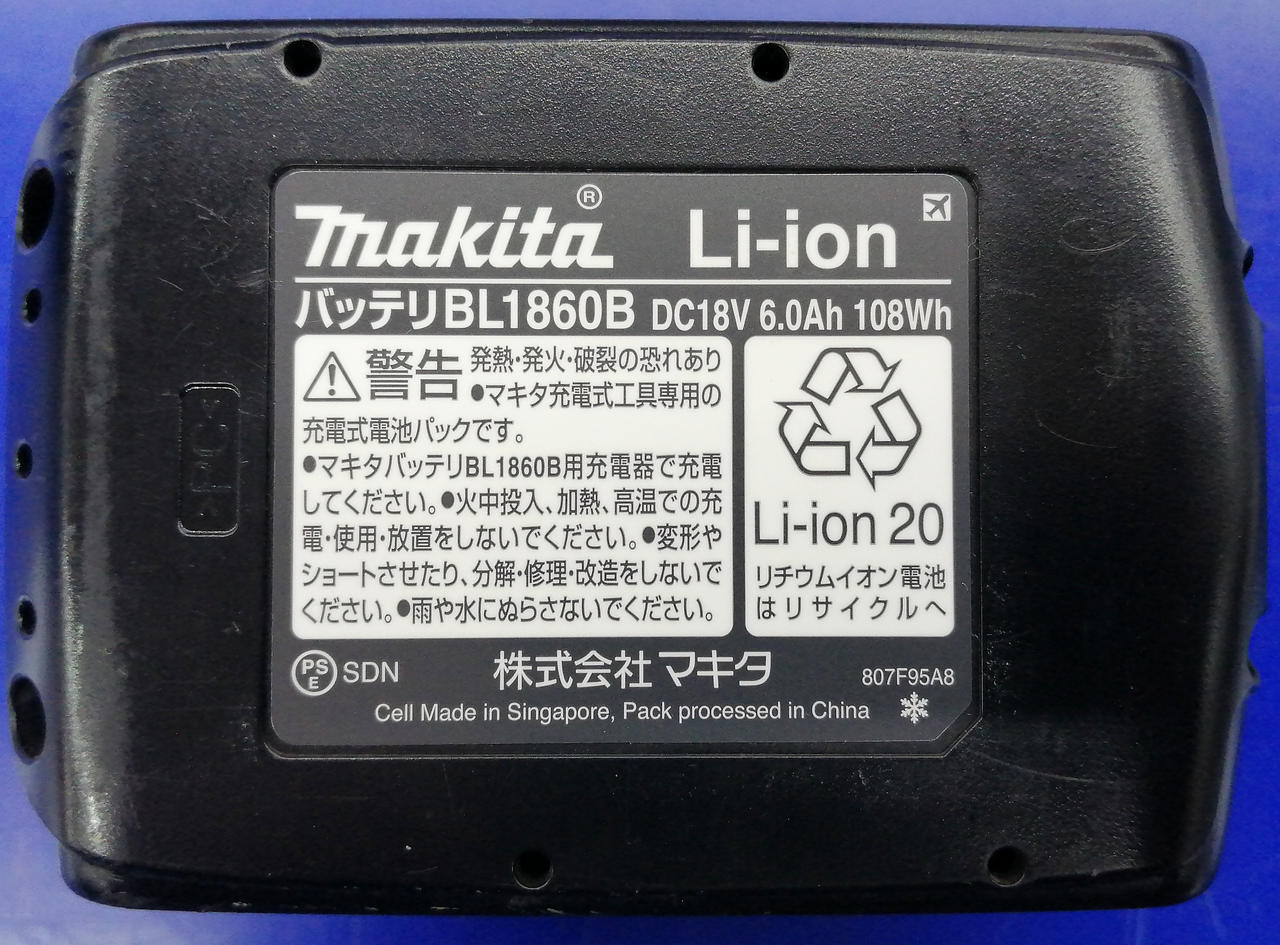 makita® Li-ion
バッテリBL1860B DC18V 6.0Ah 108Wh
警告 発熱・発火・破裂の恐れあり
●マキタ充電式工具専用の
充電式電池パックです。
●マキタバッテリBL1860B用充電器で充電
してください。●火中投入、加熱、高温での充
電・使用・放置をしないでください。●変形や
ショートさせたり、分解・修理・改造をしないで
ください。●雨や水にぬらさないでください。
Li-ion 20
リチウムイオン電池
はリサイクルへ
PSE SDN 株式会社マキタ 807F95A8
Cell Made in Singapore, Pack processed in China
>PC<